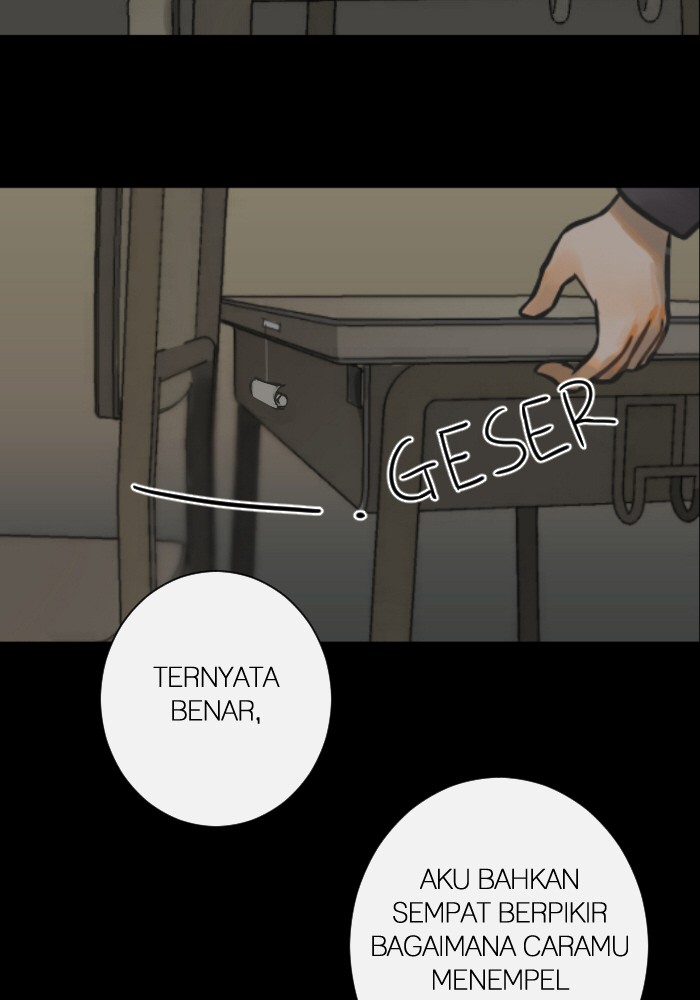 GESER
TERNYATA
BENAR,
AKU BAHKAN
SEMPAT BERPIKIR
BAGAIMANA CARAMU
MENEMPEL